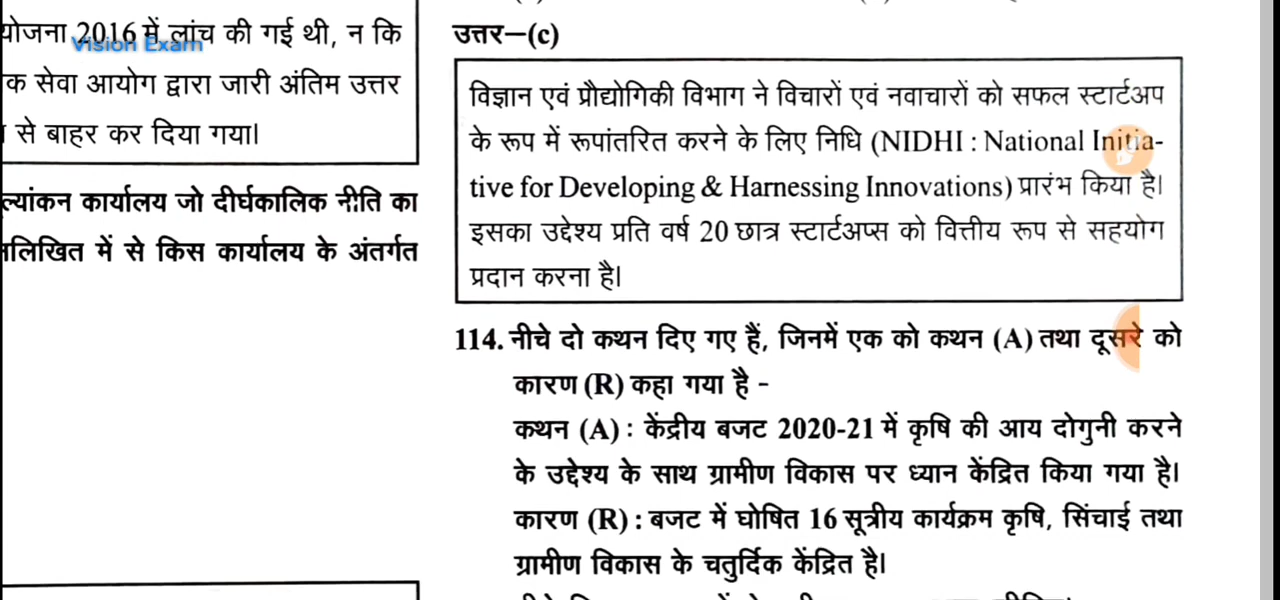 योजना 2016 में लांच की गई थी, न कि
Vision Exam
क सेवा आयोग द्वारा जारी अंतिम उत्तर
से बाहर कर दिया गया।
ल्यांकन कार्यालय जो दीर्घकालिक नीति का
लिखित में से किस कार्यालय के अंतर्गत
उत्तर—(c)
विज्ञान एवं प्रौद्योगिकी विभाग ने विचारों एवं नवाचारों को सफल स्टार्टअप
के रूप में रूपांतरित करने के लिए निधि (NIDHI : National Initia-
tive for Developing & Harnessing Innovations) प्रारंभ किया है।
इसका उद्देश्य प्रति वर्ष 20 छात्र स्टार्टअप्स को वित्तीय रूप से सहयोग
प्रदान करना है।
114. नीचे दो कथन दिए गए हैं, जिनमें एक को कथन (A) तथा दूसरे को
कारण (R) कहा गया है -
कथन (A) : केंद्रीय बजट 2020-21 में कृषि की आय दोगुनी करने
के उद्देश्य के साथ ग्रामीण विकास पर ध्यान केंद्रित किया गया है।
कारण (R) : बजट में घोषित 16 सूत्रीय कार्यक्रम कृषि, सिंचाई तथा
ग्रामीण विकास के चतुर्दिक केंद्रित है।